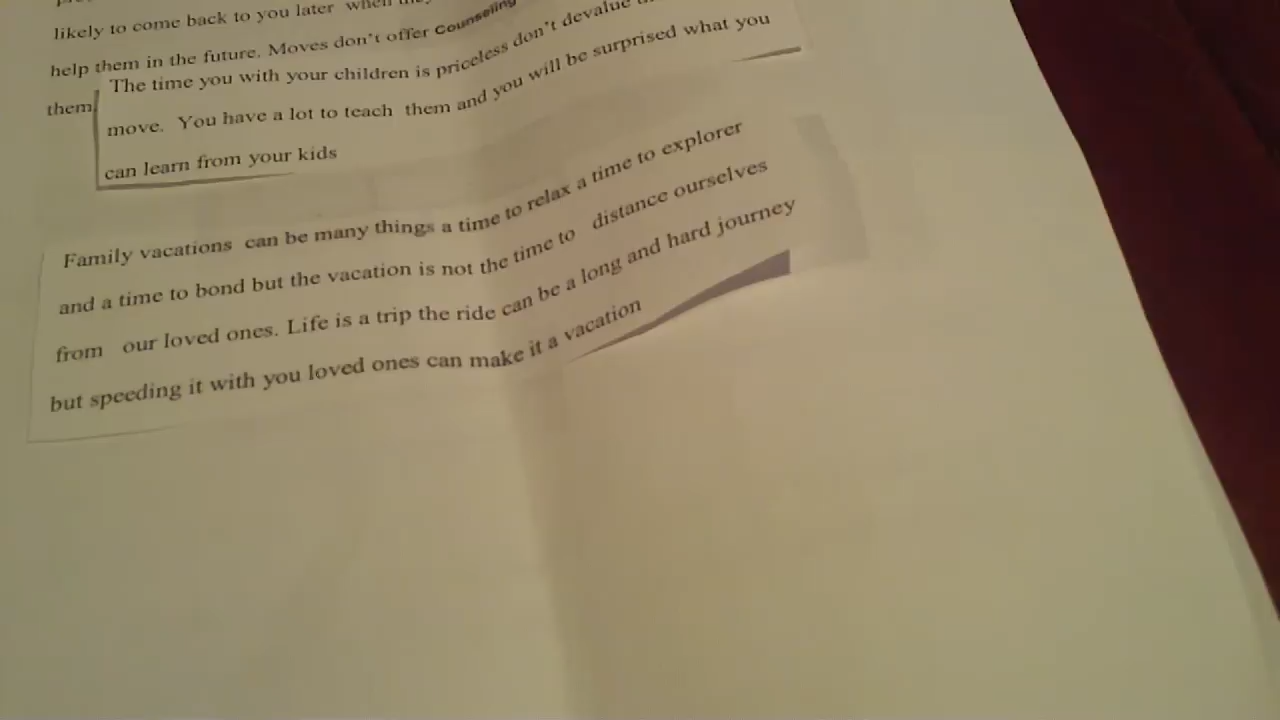 likely to come back to you later when
help them in the future. Moves don't offer Counseling
them
The time you with your children is priceless don't devalue
move. You have a lot to teach them and you will be surprised what you
can learn from your kids
Family vacations can be many things a time to relax a time to explorer
and a time to bond but the vacation is not the time to distance ourselves
from our loved ones. Life is a trip the ride can be a long and hard journey
but speeding it with you loved ones can make it a vacation